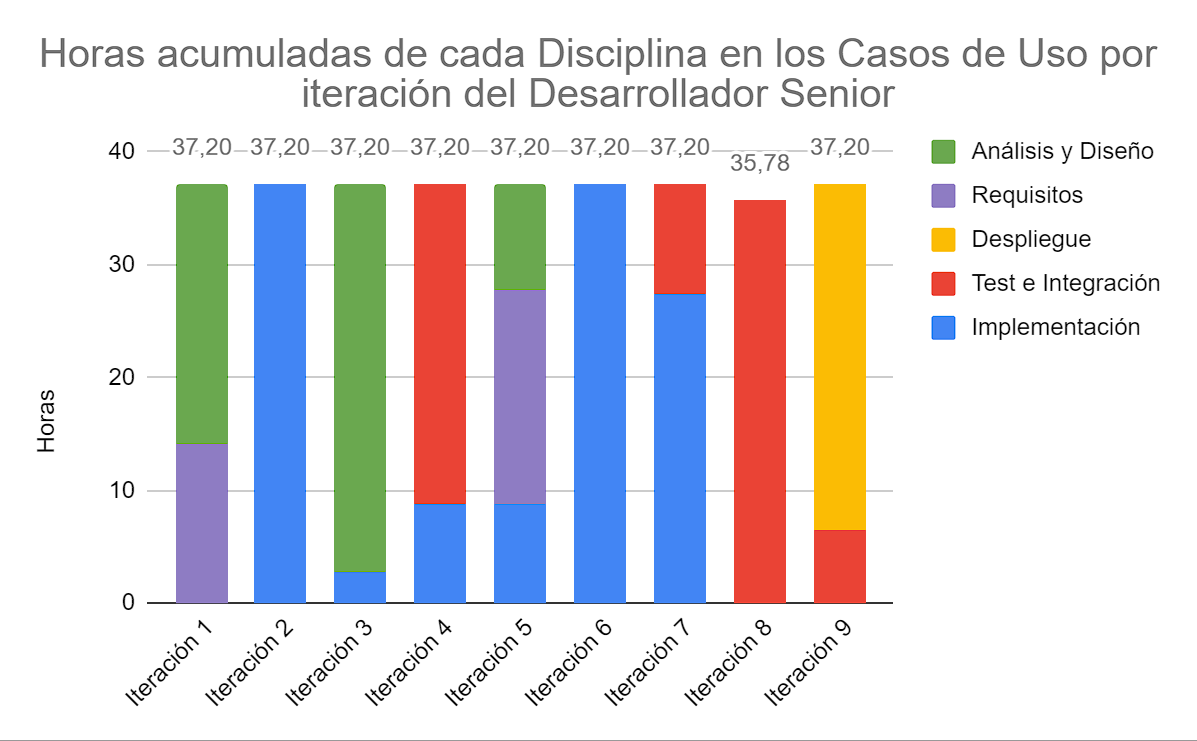 Horas acumuladas de cada Disciplina en los Casos de Uso por
iteración del Desarrollador Senior
37,20
37,20
37,20
37,20
37,20
37,20
37,20
35,78
37,20
Análisis y Diseño
Requisitos
Despliegue
Test e Integración
Implementación
Horas
40
30
20
10
0
Iteración 1
Iteración 2
Iteración 3
Iteración 4
Iteración 5
Iteración 6
Iteración 7
Iteración 8
Iteración 9